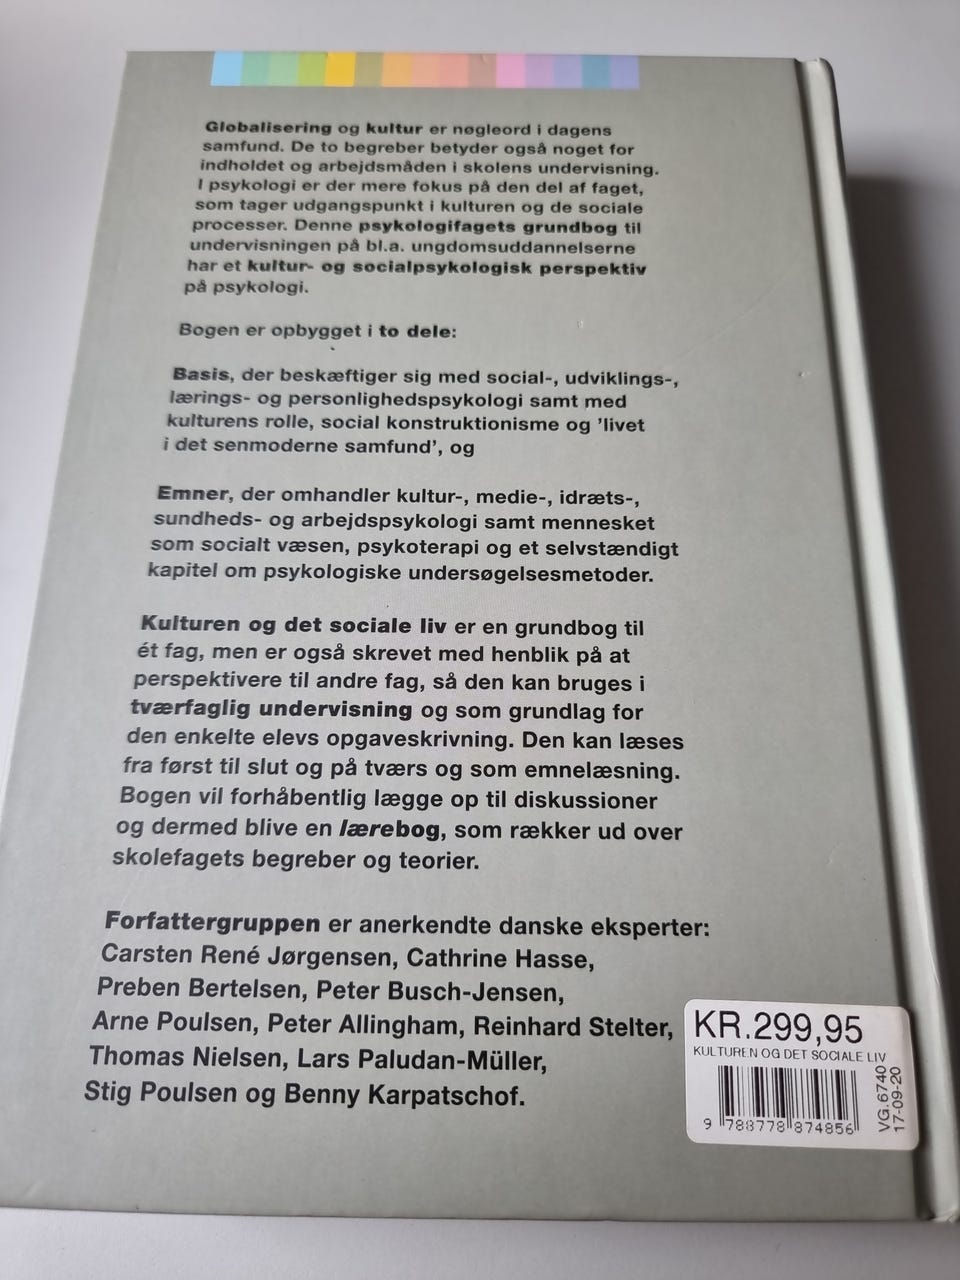 Globalisering og kultur er nøgleord i dagens
samfund. De to begreber betyder også noget for
indholdet og arbejdsmåden i skolens undervisning.
I psykologi er der mere fokus på den del af faget,
som tager udgangspunkt i kulturen og de sociale
processer. Denne psykologifagets grundbog til
undervisningen på bl.a. ungdomsuddannelserne
har et kultur- og socialpsykologisk perspektiv
på psykologi.
Bogen er opbygget i to dele:
Basis, der beskæftiger sig med social-, udviklings-,
lærings- og personlighedspsykologi samt med
kulturens rolle, social konstruktionisme og 'livet
i det senmoderne samfund', og
Emner, der omhandler kultur-, medie-, idræts-,
sundheds- og arbejdspsykologi samt mennesket
som socialt væsen, psykoterapi og et selvstændigt
kapitel om psykologiske undersøgelsesmetoder.
Kulturen og det sociale liv er en grundbog til
ét fag, men er også skrevet med henblik på at
perspektivere til andre fag, så den kan bruges i
tværfaglig undervisning og som grundlag for
den enkelte elevs opgaveskrivning. Den kan læses
fra først til slut og på tværs og som emnelæsning.
Bogen vil forhåbentlig lægge op til diskussioner
og dermed blive en lærebog, som rækker ud over
skolefagets begreber og teorier.
Forfattergruppen er anerkendte danske eksperter:
Carsten René Jørgensen, Cathrine Hasse,
Preben Bertelsen, Peter Busch-Jensen,
Arne Poulsen, Peter Allingham, Reinhard Stelter,
Thomas Nielsen, Lars Paludan-Müller,
Stig Poulsen og Benny Karpatschof.
KR.299,95
KULTUREN OG DET SOCIALE LIV
9 788778 874856
VG.6740
17-09-20